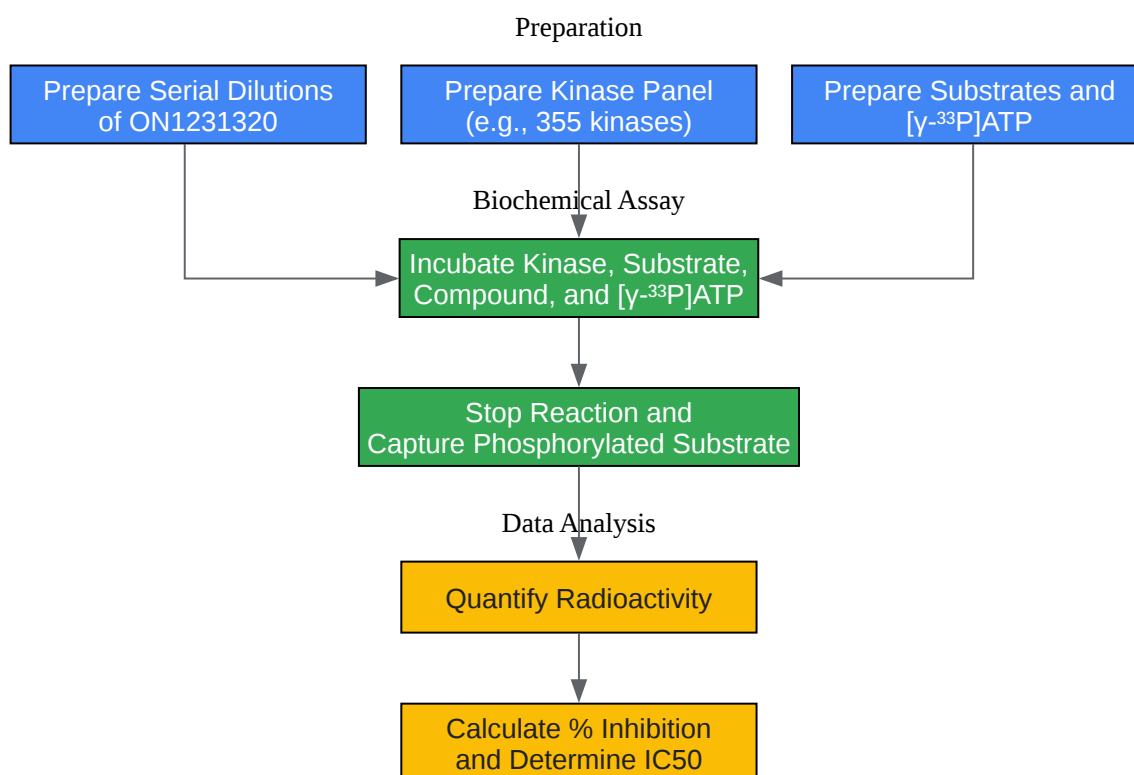 Preparation
Prepare Serial Dilutions
of ON1231320
Prepare Kinase Panel
(e.g., 355 kinases)
Prepare Substrates and
[γ-³³P]ATP
Biochemical Assay
Incubate Kinase, Substrate,
Compound, and [γ-³³P]ATP
Stop Reaction and
Capture Phosphorylated Substrate
Data Analysis
Quantify Radioactivity
Calculate % Inhibition
and Determine IC50